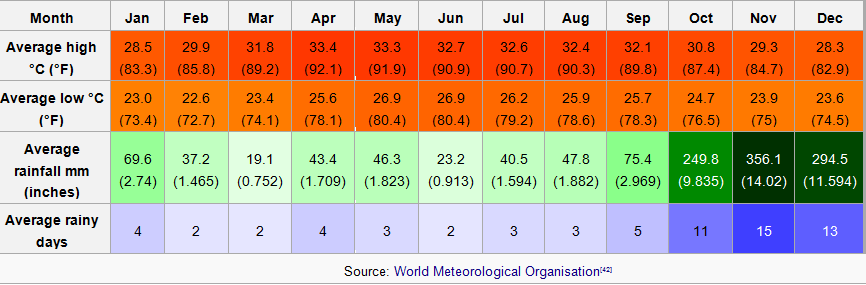 Month Jan Feb Mar Apr May Jun Jul Aug Sep Oct Nov Dec
Average high 28.5 29.9 31.8 33.4 33.3 32.7 32.6 32.4 32.1 30.8 29.3 28.3
°C (°F) (83.3) (85.8) (89.2) (92.1) (91.9) (90.9) (90.7) (90.3) (89.8) (87.4) (84.7) (82.9)
Average low °C 23.0 22.6 23.4 25.6 26.9 26.9 26.2 25.9 25.7 24.7 23.9 23.6
(°F) (73.4) (72.7) (74.1) (78.1) (80.4) (80.4) (79.2) (78.6) (78.3) (76.5) (75) (74.5)
Average
rainfall mm 69.6 37.2 19.1 43.4 46.3 23.2 40.5 47.8 75.4 249.8 356.1 294.5
(inches) (2.74) (1.465) (0.752) (1.709) (1.823) (0.913) (1.594) (1.882) (2.969) (9.835) (14.02) (11.594)
Average rainy
days 4 2 2 4 3 2 3 3 5 11 15 13
Source: World Meteorological Organisation[42]